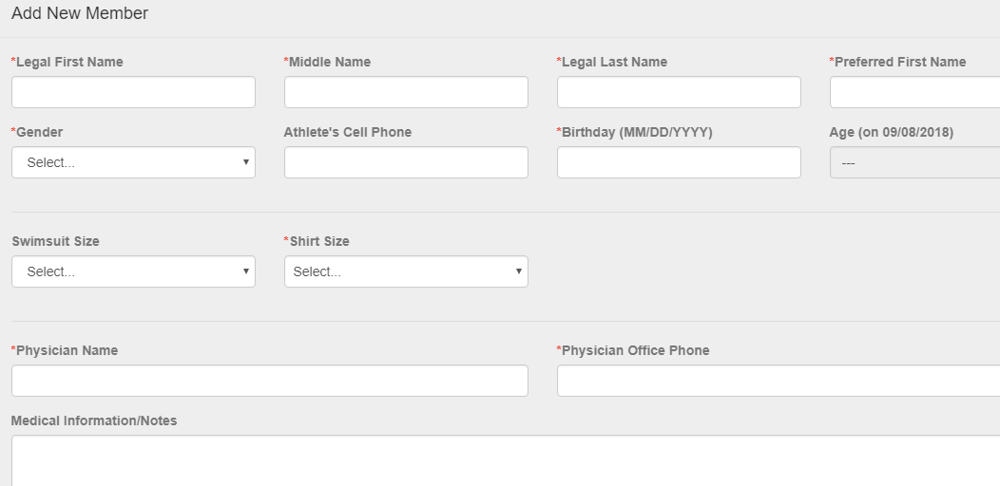 Add New Member
*Legal First Name *Middle Name *Legal Last Name *Preferred First Name
*Gender Athlete's Cell Phone *Birthday (MM/DD/YYYY) Age (on 09/08/2018)
Select... ---
Swimsuit Size *Shirt Size
Select... Select...
*Physician Name *Physician Office Phone
Medical Information/Notes